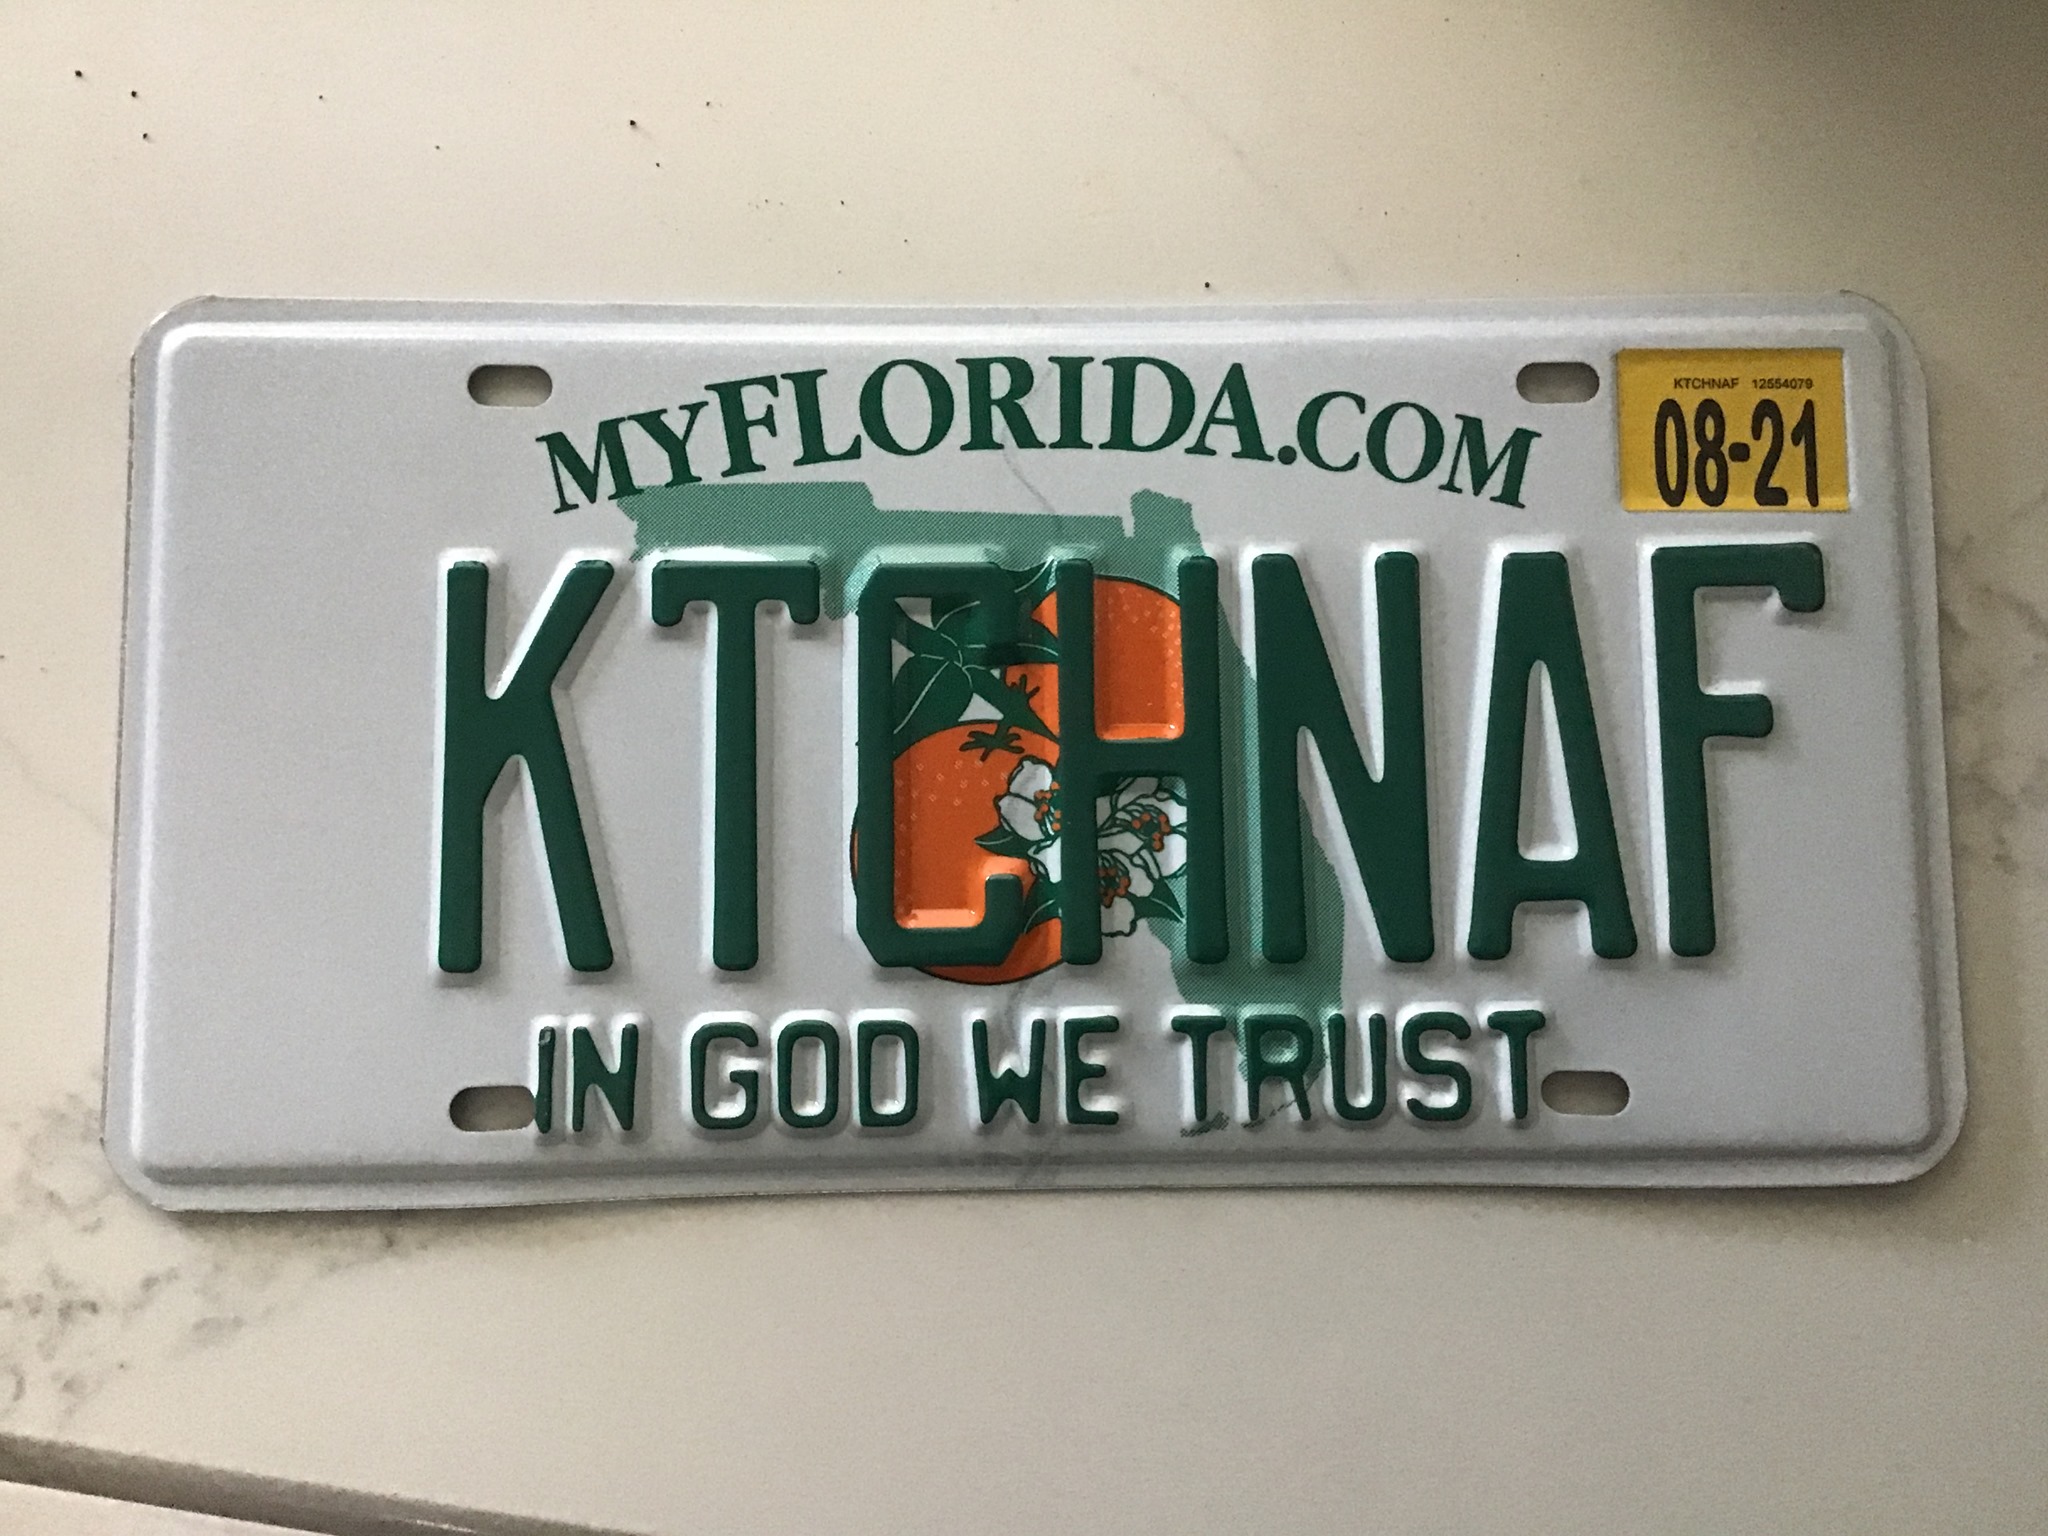 MYFLORIDA.COM
KTCHNAF 12554079
08-21
KTCHNAF
IN GOD WE TRUST